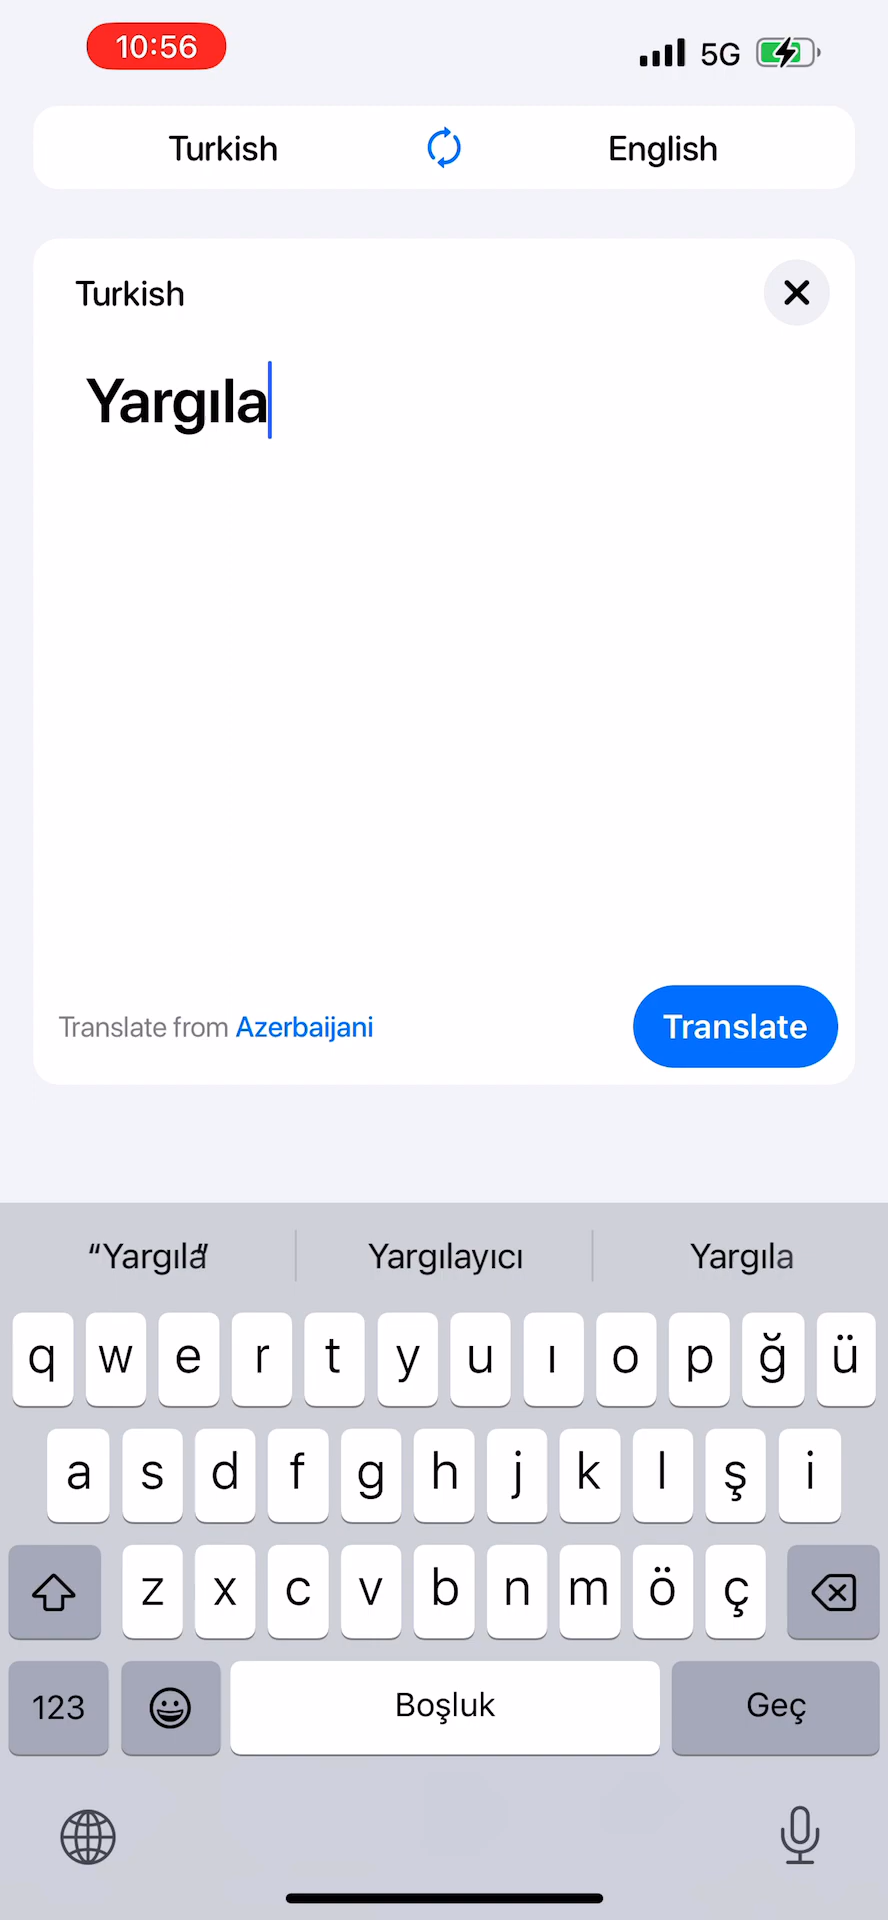 10:56 5G
Turkish English
Turkish
Yargıla
Translate from Azerbaijani Translate
“Yargıla” Yargılayıcı Yargıla
q w e r t y u ı o p ğ ü
a s d f g h j k l ş i
z x c v b n m ö ç
123 Boşluk Geç